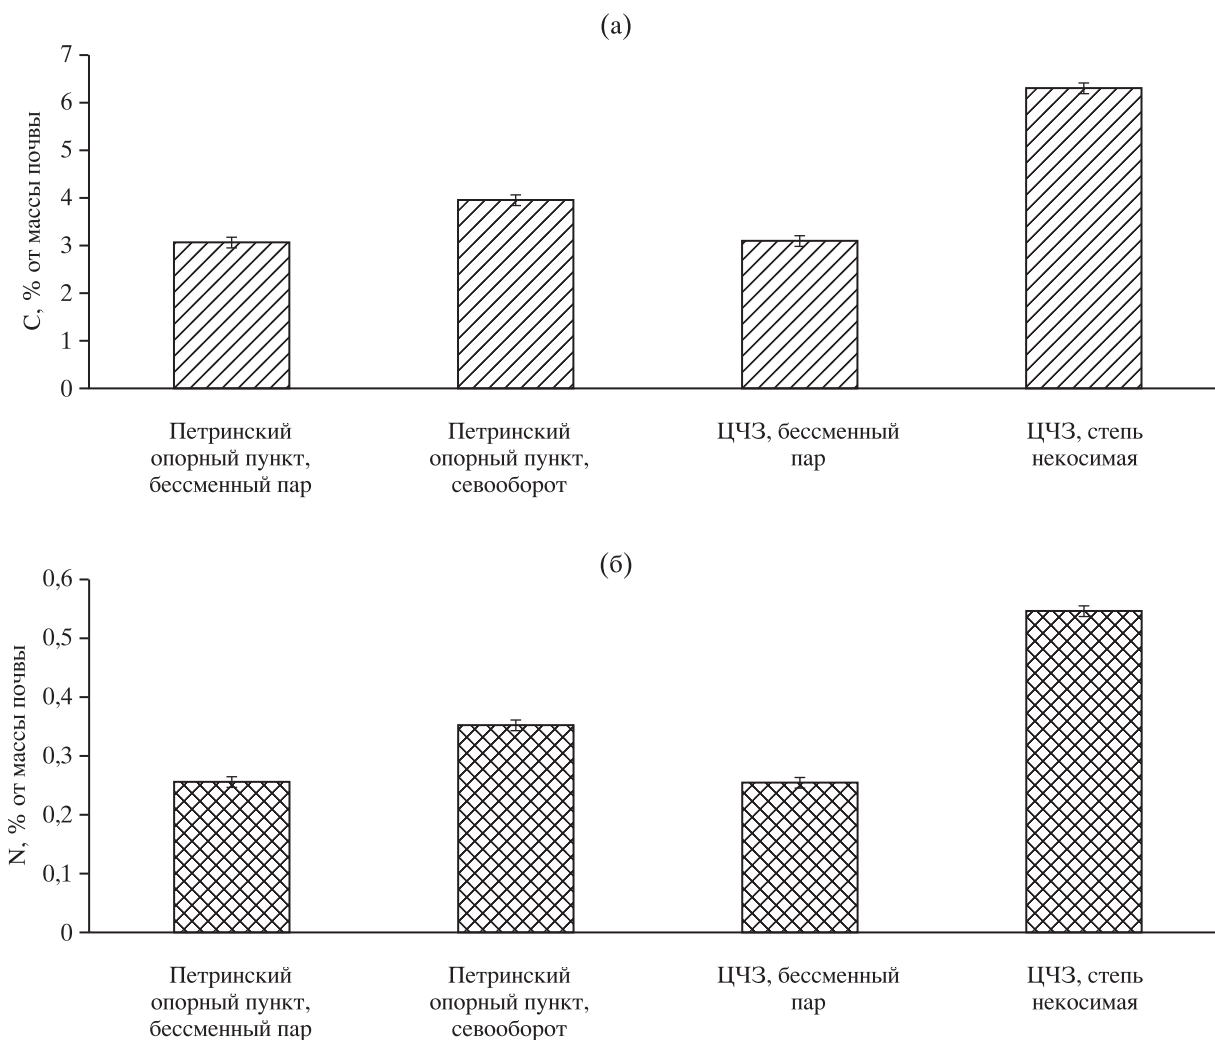 (а)
С, % от массы почвы
7
6
5
4
3
2
1
0
Петринский
опорный пункт,
бессменный пар
Петринский
опорный пункт,
севооборот
ЦЧЗ, бессменный
пар
ЦЧЗ, степь
некосимая
(б)
N, % от массы почвы
0,6
0,5
0,4
0,3
0,2
0,1
0
Петринский
опорный пункт,
бессменный пар
Петринский
опорный пункт,
севооборот
ЦЧЗ, бессменный
пар
ЦЧЗ, степь
некосимая